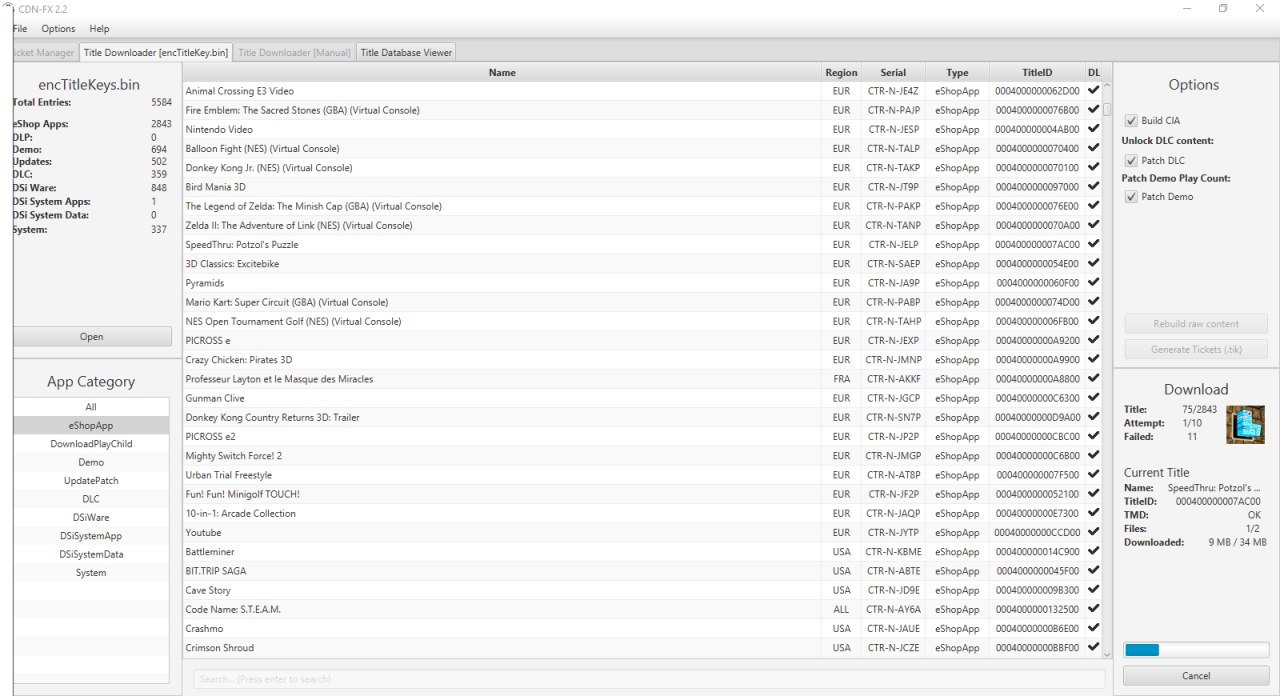 CDN-FX 2.2
File Options Help
icket Manager Title Downloader [encTitleKey.bin] Title Downloader [Manual] Title Database Viewer
encTitleKeys.bin
Total Entries: 5584
eShop Apps: 2843
DLP: 0
Demo: 694
Updates: 502
DLC: 359
DSi Ware: 848
DSi System Apps: 1
DSi System Data: 0
System: 337
Open
App Category
All
eShopApp
DownloadPlayChild
Demo
UpdatePatch
DLC
DSiWare
DSiSystemApp
DSiSystemData
System
Name Region Serial Type TitleID DL
Animal Crossing E3 Video EUR CTR-N-JE4Z eShopApp 0004000000062D00
Fire Emblem: The Sacred Stones (GBA) (Virtual Console) EUR CTR-N-PAJP eShopApp 0004000000076B00
Nintendo Video EUR CTR-N-JESP eShopApp 000400000004AB00
Balloon Fight (NES) (Virtual Console) EUR CTR-N-TALP eShopApp 0004000000070400
Donkey Kong Jr. (NES) (Virtual Console) EUR CTR-N-TAKP eShopApp 0004000000070100
Bird Mania 3D EUR CTR-N-JT9P eShopApp 0004000000097000
The Legend of Zelda: The Minish Cap (GBA) (Virtual Console) EUR CTR-N-PAKP eShopApp 0004000000076E00
Zelda II: The Adventure of Link (NES) (Virtual Console) EUR CTR-N-TANP eShopApp 0004000000070A00
SpeedThru: Potzol's Puzzle EUR CTR-N-JELP eShopApp 000400000007AC00
3D Classics: Excitebike EUR CTR-N-SAEP eShopApp 0004000000054E00
Pyramids EUR CTR-N-JA9P eShopApp 0004000000060F00
Mario Kart: Super Circuit (GBA) (Virtual Console) EUR CTR-N-PABP eShopApp 0004000000074D00
NES Open Tournament Golf (NES) (Virtual Console) EUR CTR-N-TAHP eShopApp 000400000006FB00
PICROSS e EUR CTR-N-JEXP eShopApp 00040000000A9200
Crazy Chicken: Pirates 3D EUR CTR-N-JMNP eShopApp 00040000000A9900
Professeur Layton et le Masque des Miracles FRA CTR-N-AKKF eShopApp 00040000000A8800
Gunman Clive EUR CTR-N-JGCP eShopApp 00040000000C6300
Donkey Kong Country Returns 3D: Trailer EUR CTR-N-SN7P eShopApp 00040000000D9A00
PICROSS e2 EUR CTR-N-JP2P eShopApp 00040000000CBC00
Mighty Switch Force! 2 EUR CTR-N-JMGP eShopApp 00040000000C6B00
Urban Trial Freestyle EUR CTR-N-AT8P eShopApp 000400000007F500
Fun! Fun! Minigolf TOUCH! EUR CTR-N-JF2P eShopApp 0004000000052100
10-in-1: Arcade Collection EUR CTR-N-JAQP eShopApp 00040000000E7300
Youtube EUR CTR-N-JYTP eShopApp 00040000000CCD00
Battleminer USA CTR-N-KBME eShopApp 000400000014C900
BIT.TRIP SAGA USA CTR-N-ABTE eShopApp 0004000000045F00
Cave Story USA CTR-N-JD9E eShopApp 000400000009B300
Code Name: S.T.E.A.M. ALL CTR-N-AY6A eShopApp 0004000000132500
Crashmo USA CTR-N-JAUE eShopApp 00040000000B6E00
Crimson Shroud USA CTR-N-JCZE eShopApp 00040000000BBF00
Search... [Press enter to search]
Options
Build CIA
Unlock DLC content:
Patch DLC
Patch Demo Play Count:
Patch Demo
Rebuild raw content
Generate Tickets (.tik)
Download
Title: 75/2843
Attempt: 1/10
Failed: 11
Current Title
Name: SpeedThru: Potzol's ...
TitleID: 000400000007AC00
TMD: OK
Files: 1/2
Downloaded: 9 MB / 34 MB
Cancel